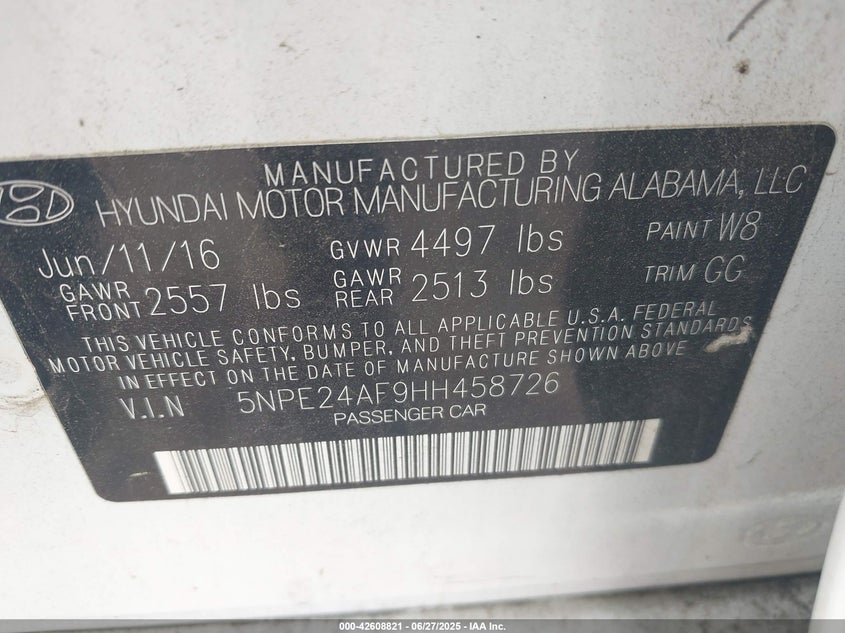 MANUFACTURED BY
HYUNDAI MOTOR MANUFACTURING ALABAMA, LLC
Jun/11/16 GVWR 4497 lbs PAINT W8
GAWR FRONT 2557 lbs GAWR REAR 2513 lbs TRIM GG
THIS VEHICLE CONFORMS TO ALL APPLICABLE U.S.A. FEDERAL
MOTOR VEHICLE SAFETY, BUMPER, AND THEFT PREVENTION STANDARDS
IN EFFECT ON THE DATE OF MANUFACTURE SHOWN ABOVE
V.I.N 5NPE24AF9HH458726
PASSENGER CAR
000-42608821 - 06/27/2025 - IAA Inc.